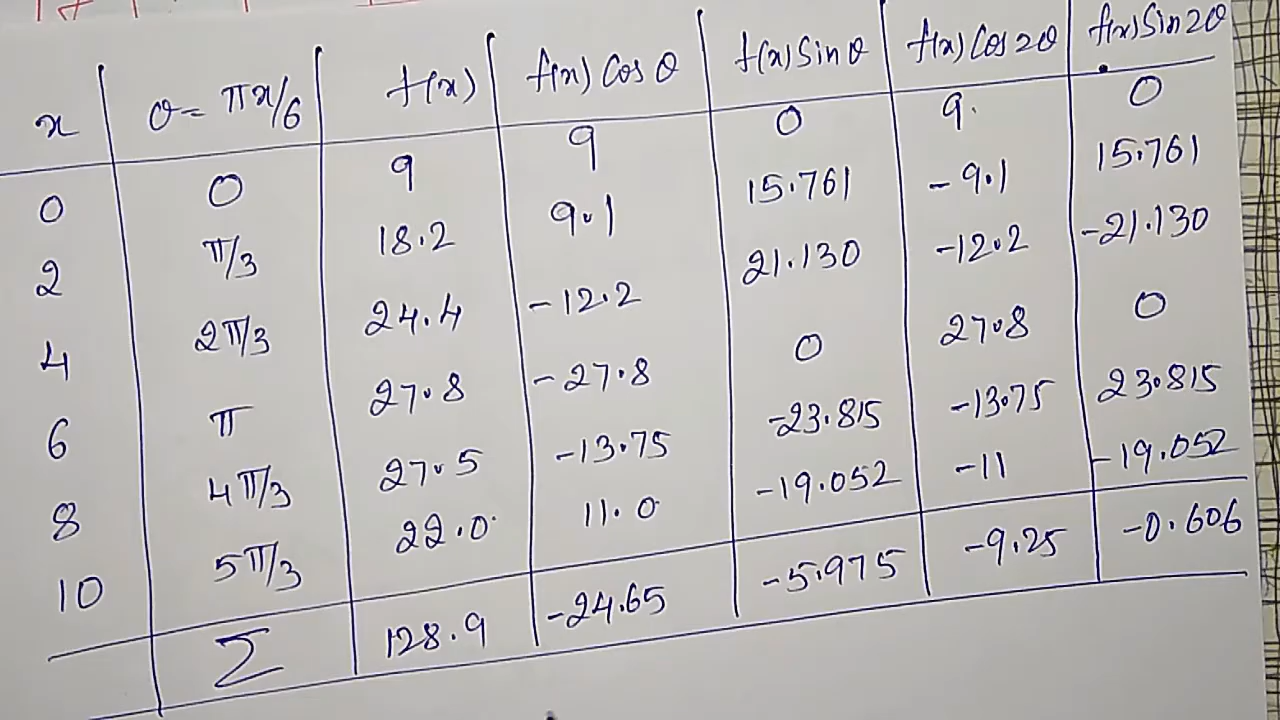 x θ = πx/6 f(x) f(x) Cos θ f(x) Sin θ f(x) Cos 2θ f(x) Sin 2θ
0 0 9 9 0 9. 0
2 π/3 18.2 9.1 15.761 -9.1 15.761
4 2π/3 24.4 -12.2 21.130 -12.2 -21.130
6 π 27.8 -27.8 0 27.8 0
8 4π/3 27.5 -13.75 -23.815 -13.75 23.815
10 5π/3 22.0 11.0 -19.052 -11 -19.052
Σ 128.9 -24.65 -5.975 -9.25 -0.606